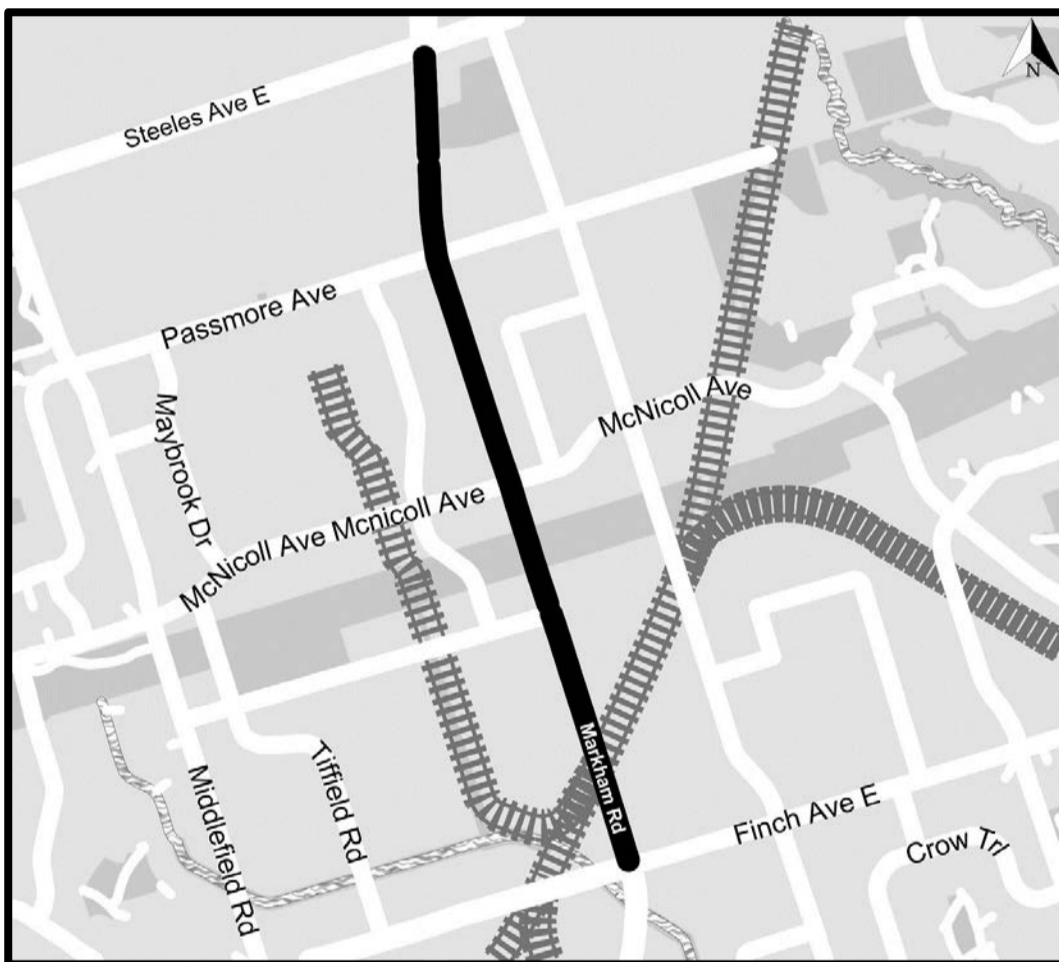 N
Steeles Ave E
Passmore Ave
Maybrook Dr
McNicoll Ave
McNicoll Ave Mcnicoll Ave
Markham Rd
Tiffield Rd
Middlefield Rd
Finch Ave E
Crow Trl